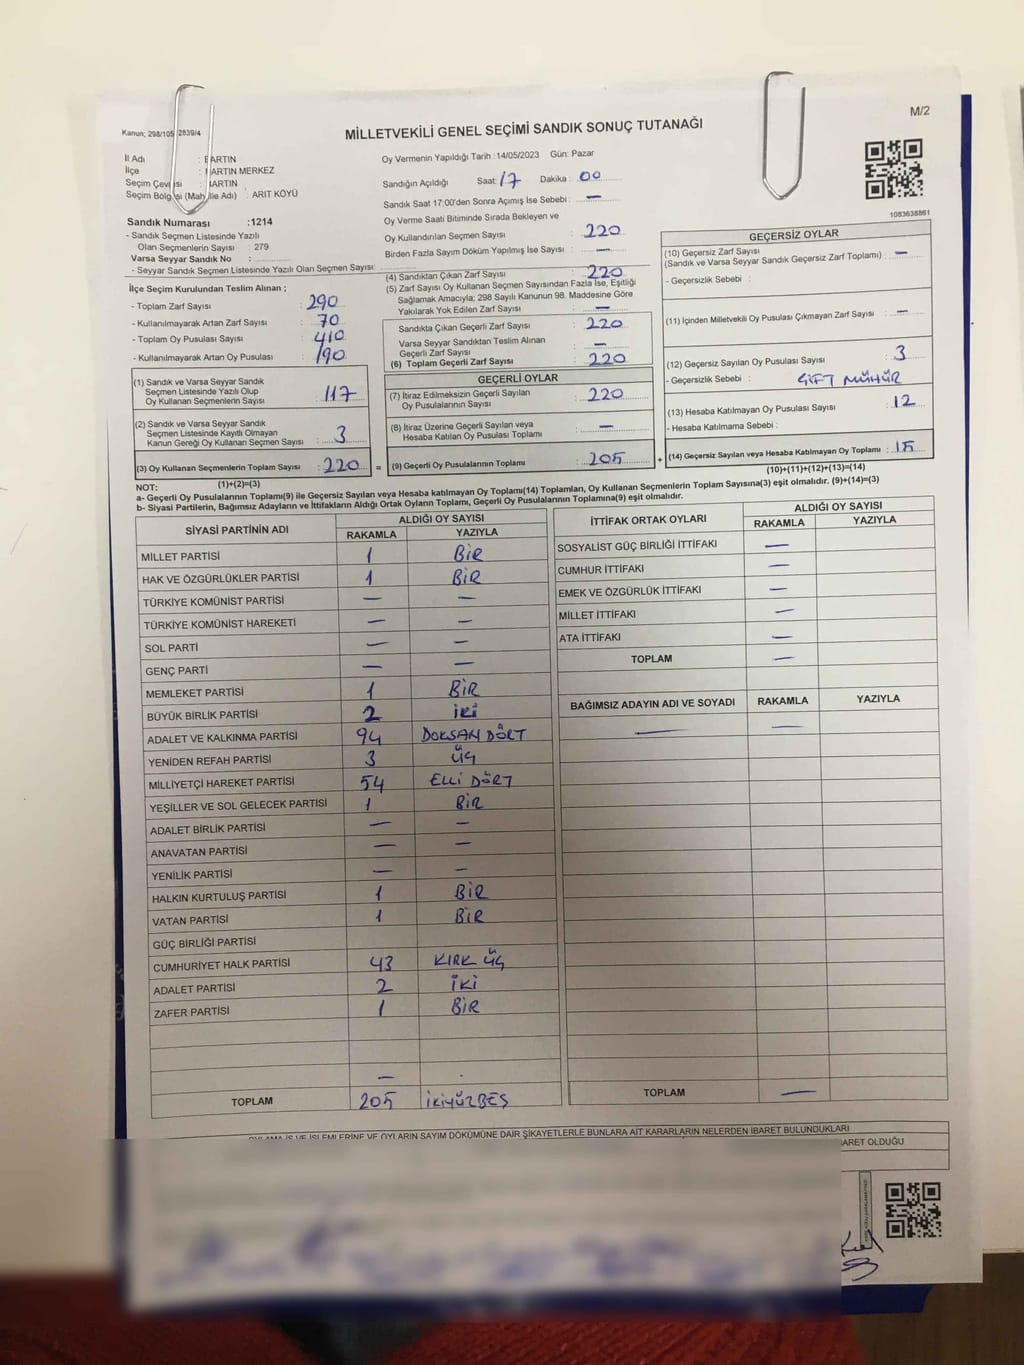 M/2
Kanun; 298/105 2839/4
MİLLETVEKİLİ GENEL SEÇİMİ SANDIK SONUÇ TUTANAĞI
İl Adı : BARTIN
İlçe : BARTIN MERKEZ
Seçim Çevresi : BARTIN
Seçim Bölgesi (Mahalle Adı) : ARIT KÖYÜ
Sandık Numarası :1214
- Sandık Seçmen Listesinde Yazılı
Olan Seçmenlerin Sayısı : 279
Varsa Seyyar Sandık No :
- Seyyar Sandık Seçmen Listesinde Yazılı Olan Seçmen Sayısı:
Oy Vermenin Yapıldığı Tarih :14/05/2023 Gün: Pazar
Sandığın Açıldığı Saat: 17 Dakika : 00
Sandık Saat 17:00'den Sonra Açımış İse Sebebi : —
Oy Verme Saati Bitiminde Sırada Bekleyen ve
Oy Kullandırılan Seçmen Sayısı : 220
Birden Fazla Sayım Döküm Yapılmış İse Sayısı : —
1083638861
İlçe Seçim Kurulundan Teslim Alınan ;
- Toplam Zarf Sayısı : 290
- Kullanılmayarak Artan Zarf Sayısı : 70
- Toplam Oy Pusulası Sayısı : 410
- Kullanılmayarak Artan Oy Pusulası : 190
(4) Sandıktan Çıkan Zarf Sayısı : 220
(5) Zarf Sayısı Oy Kullanan Seçmen Sayısından Fazla İse, Eşitliği
Sağlamak Amacıyla; 298 Sayılı Kanunun 98. Maddesine Göre
Yakılarak Yok Edilen Zarf Sayısı : —
Sandıkta Çıkan Geçerli Zarf Sayısı : 220
Varsa Seyyar Sandıktan Teslim Alınan
Geçerli Zarf Sayısı : —
(6) Toplam Geçerli Zarf Sayısı : 220
GEÇERSİZ OYLAR
(10) Geçersiz Zarf Sayısı
(Sandık ve Varsa Seyyar Sandık Geçersiz Zarf Toplamı) : —
- Geçersizlik Sebebi :
(11) İçinden Milletvekili Oy Pusulası Çıkmayan Zarf Sayısı : —
(12) Geçersiz Sayılan Oy Pusulası Sayısı : 3
- Geçersizlik Sebebi : ÇİFT MÜHÜR
(13) Hesaba Katılmayan Oy Pusulası Sayısı : 12
- Hesaba Katılmama Sebebi :
(14) Geçersiz Sayılan veya Hesaba Katılmayan Oy Toplamı : 15
(10)+(11)+(12)+(13)=(14)
(1) Sandık ve Varsa Seyyar Sandık
Seçmen Listesinde Yazılı Olup
Oy Kullanan Seçmenlerin Sayısı : 117
(2) Sandık ve Varsa Seyyar Sandık
Seçmen Listesinde Kayıtlı Olmayan
Kanun Gereği Oy Kullanan Seçmen Sayısı : 3
(3) Oy Kullanan Seçmenlerin Toplam Sayısı : 220 =
(1)+(2)=(3)
GEÇERLİ OYLAR
(7) İtiraz Edilmeksizin Geçerli Sayılan
Oy Pusulalarının Sayısı : 220
(8) İtiraz Üzerine Geçerli Sayılan veya
Hesaba Katılan Oy Pusulası Toplamı : —
(9) Geçerli Oy Pusulalarının Toplamı : 205 +
NOT:
a- Geçerli Oy Pusulalarının Toplamı(9) ile Geçersiz Sayılan veya Hesaba katılmayan Oy Toplamı(14) Toplamları, Oy Kullanan Seçmenlerin Toplam Sayısına(3) eşit olmalıdır. (9)+(14)=(3)
b- Siyasi Partilerin, Bağımsız Adayların ve İttifakların Aldığı Ortak Oyların Toplamı, Geçerli Oy Pusulalarının Toplamına(9) eşit olmalıdır.
SİYASİ PARTİNİN ADI ALDIĞI OY SAYISI
RAKAMLA YAZIYLA
MİLLET PARTİSİ 1 BİR
HAK VE ÖZGÜRLÜKLER PARTİSİ 1 BİR
TÜRKİYE KOMÜNİST PARTİSİ — —
TÜRKİYE KOMÜNİST HAREKETİ — —
SOL PARTİ — —
GENÇ PARTİ — —
MEMLEKET PARTİSİ 1 BİR
BÜYÜK BİRLİK PARTİSİ 2 İKİ
ADALET VE KALKINMA PARTİSİ 94 DOKSAN DÖRT
YENİDEN REFAH PARTİSİ 3 ÜÇ
MİLLİYETÇİ HAREKET PARTİSİ 54 ELLİ DÖRT
YEŞİLLER VE SOL GELECEK PARTİSİ 1 BİR
ADALET BİRLİK PARTİSİ — —
ANAVATAN PARTİSİ — —
YENİLİK PARTİSİ — —
HALKIN KURTULUŞ PARTİSİ 1 BİR
VATAN PARTİSİ 1 BİR
GÜÇ BİRLİĞİ PARTİSİ
CUMHURİYET HALK PARTİSİ 43 KIRK ÜÇ
ADALET PARTİSİ 2 İKİ
ZAFER PARTİSİ 1 BİR
—
TOPLAM 205 İKİYÜZBEŞ
İTTİFAK ORTAK OYLARI ALDIĞI OY SAYISI
RAKAMLA YAZIYLA
SOSYALİST GÜÇ BİRLİĞİ İTTİFAKI —
CUMHUR İTTİFAKI —
EMEK VE ÖZGÜRLÜK İTTİFAKI —
MİLLET İTTİFAKI —
ATA İTTİFAKI —
TOPLAM —
BAĞIMSIZ ADAYIN ADI VE SOYADI RAKAMLA YAZIYLA
— —
TOPLAM —
OYLAMA İŞ VE İŞLEMLERİNE VE OYLARIN SAYIM DÖKÜMÜNE DAİR ŞİKAYETLERLE BUNLARA AİT KARARLARIN NELERDEN İBARET BULUNDUKLARI
İBARET OLDUĞU